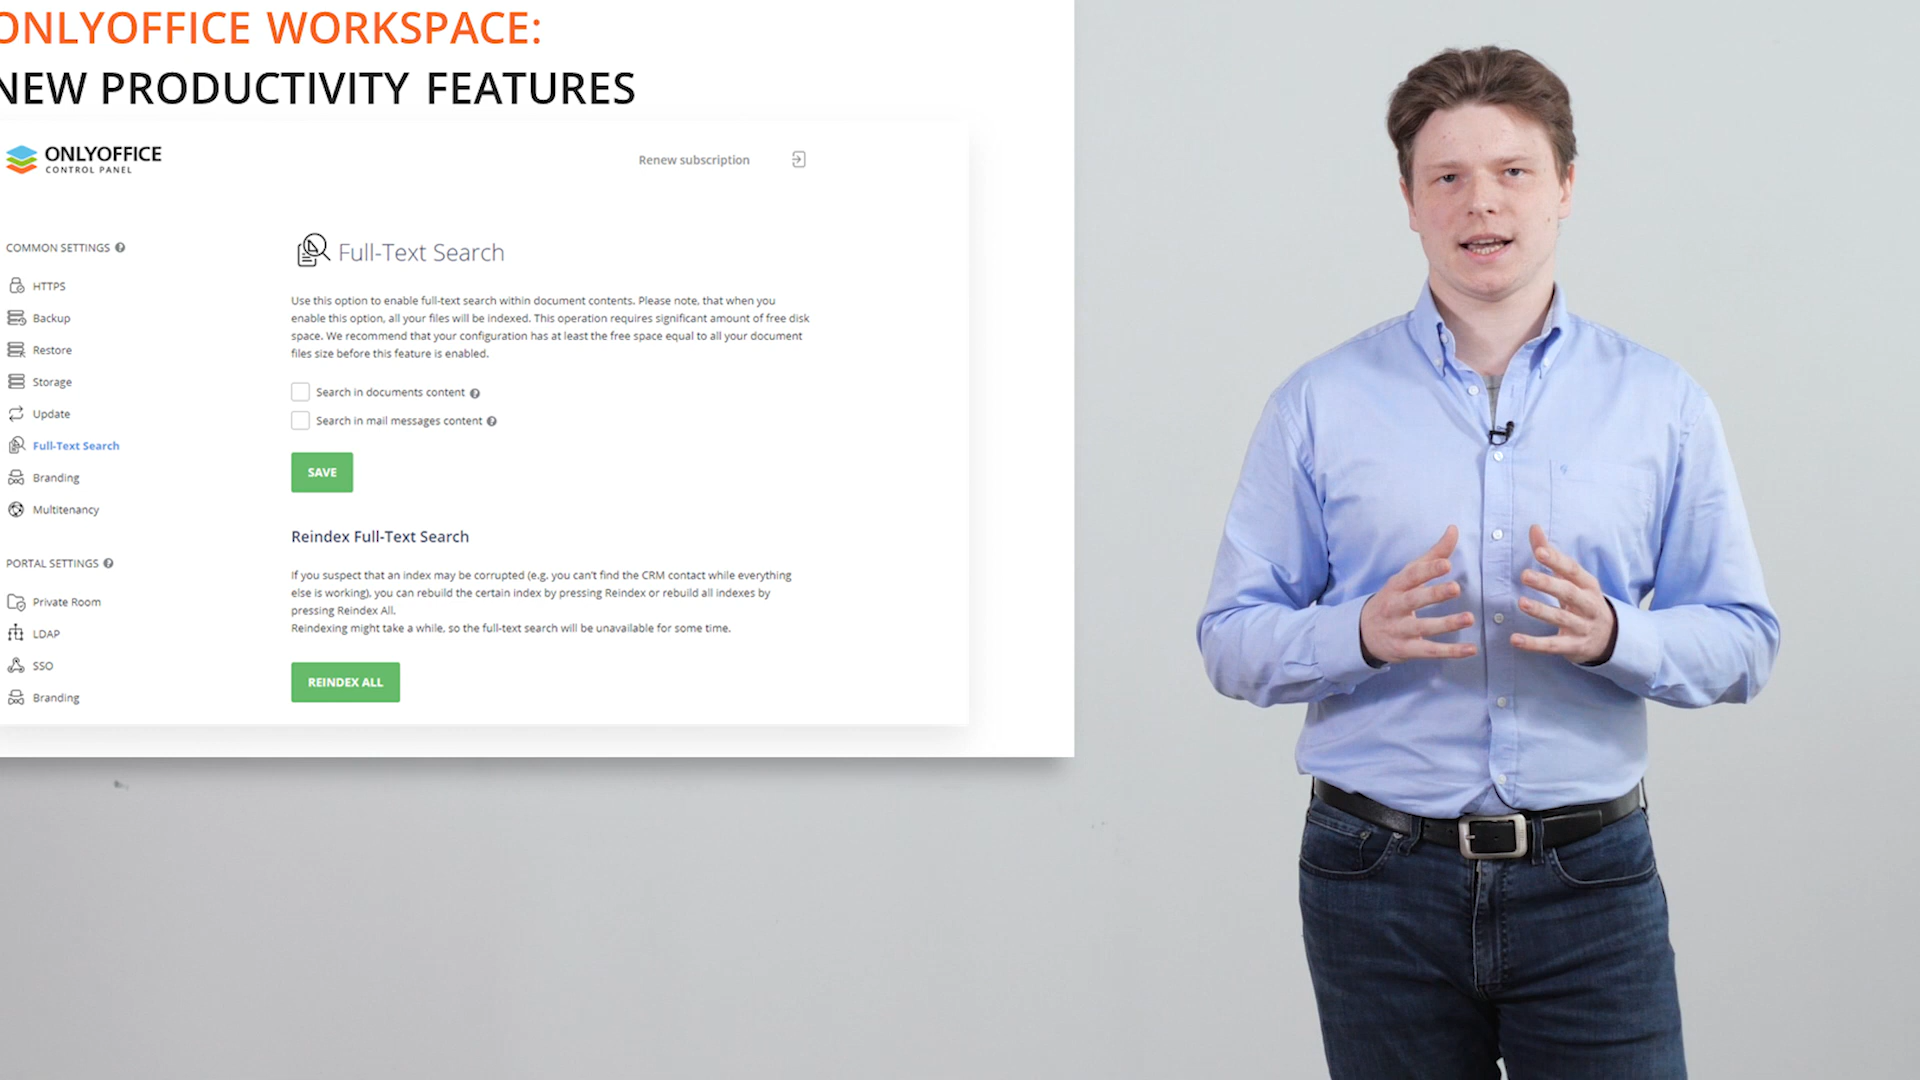 ONLYOFFICE WORKSPACE:
NEW PRODUCTIVITY FEATURES
ONLYOFFICE
CONTROL PANEL
Renew subscription
COMMON SETTINGS
HTTPS
Backup
Restore
Storage
Update
Full-Text Search
Branding
Multitenancy
PORTAL SETTINGS
Private Room
LDAP
SSO
Branding
Full-Text Search
Use this option to enable full-text search within document contents. Please note, that when you
enable this option, all your files will be indexed. This operation requires significant amount of free disk
space. We recommend that your configuration has at least the free space equal to all your document
files size before this feature is enabled.
Search in documents content
Search in mail messages content
SAVE
Reindex Full-Text Search
If you suspect that an index may be corrupted (e.g. you can't find the CRM contact while everything
else is working), you can rebuild the certain index by pressing Reindex or rebuild all indexes by
pressing Reindex All.
Reindexing might take a while, so the full-text search will be unavailable for some time.
REINDEX ALL